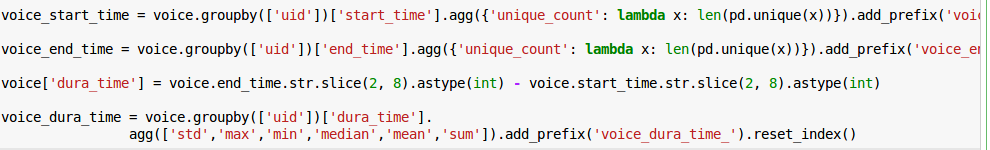 voice_start_time = voice.groupby(['uid'])['start_time'].agg({'unique_count': lambda x: len(pd.unique(x))}).add_prefix('voi
voice_end_time = voice.groupby(['uid'])['end_time'].agg({'unique_count': lambda x: len(pd.unique(x))}).add_prefix('voice_en
voice['dura_time'] = voice.end_time.str.slice(2, 8).astype(int) - voice.start_time.str.slice(2, 8).astype(int)
voice_dura_time = voice.groupby(['uid'])['dura_time'].
agg(['std','max','min','median','mean','sum']).add_prefix('voice_dura_time_').reset_index()